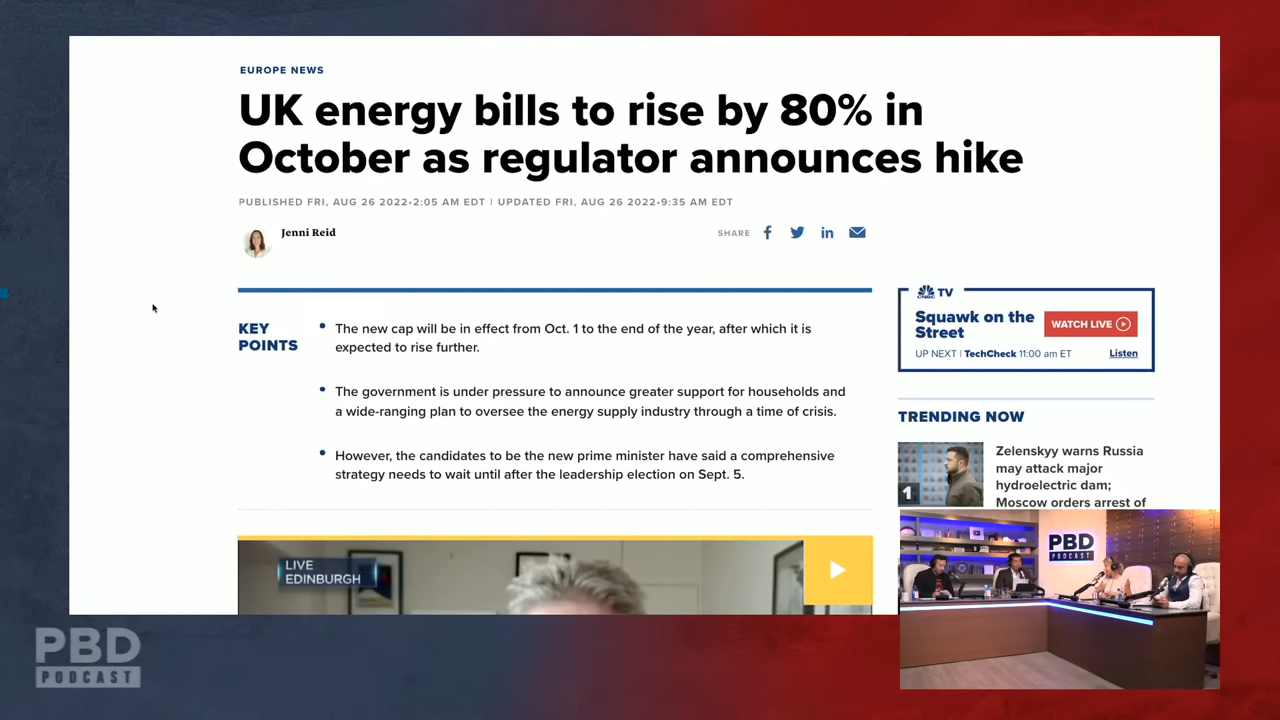 EUROPE NEWS
UK energy bills to rise by 80% in
October as regulator announces hike
PUBLISHED FRI, AUG 26 2022•2:05 AM EDT | UPDATED FRI, AUG 26 2022•9:35 AM EDT
Jenni Reid
SHARE
KEY
POINTS
The new cap will be in effect from Oct. 1 to the end of the year, after which it is
expected to rise further.
The government is under pressure to announce greater support for households and
a wide-ranging plan to oversee the energy supply industry through a time of crisis.
However, the candidates to be the new prime minister have said a comprehensive
strategy needs to wait until after the leadership election on Sept. 5.
LIVE
EDINBURGH
CNBC TV
Squawk on the
Street
WATCH LIVE
UP NEXT | TechCheck 11:00 am ET
Listen
TRENDING NOW
1
Zelenskyy warns Russia
may attack major
hydroelectric dam;
Moscow orders arrest of
PBD
PODCAST
PBD
PODCAST